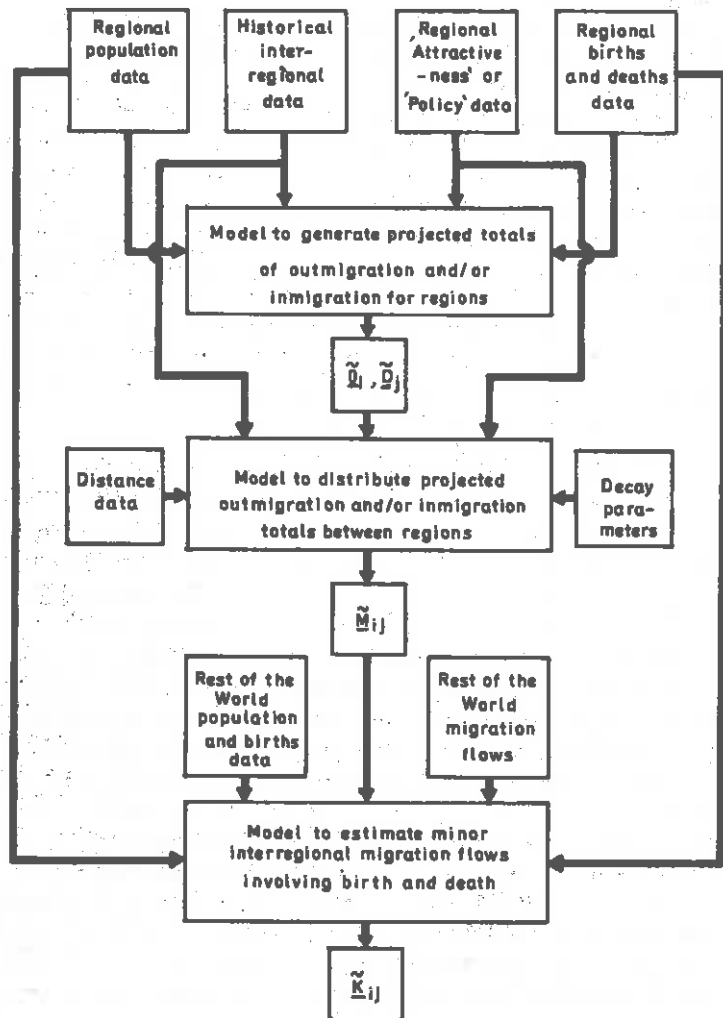 Regional
population
data
Historical
inter-
regional
data
Regional
'Attractive
-ness' or
'Policy' data
Regional
births
and deaths
data
Model to generate projected totals
of outmigration and/or
inmigration for regions
D̃i , D̃j
Distance
data
Model to distribute projected
outmigration and/or inmigration
totals between regions
Decay
para-
meters
M̃ij
Rest of the
World
population
and births
data
Rest of the
World
migration
flows
Model to estimate minor
interregional migration flows
involving birth and death
K̃ij